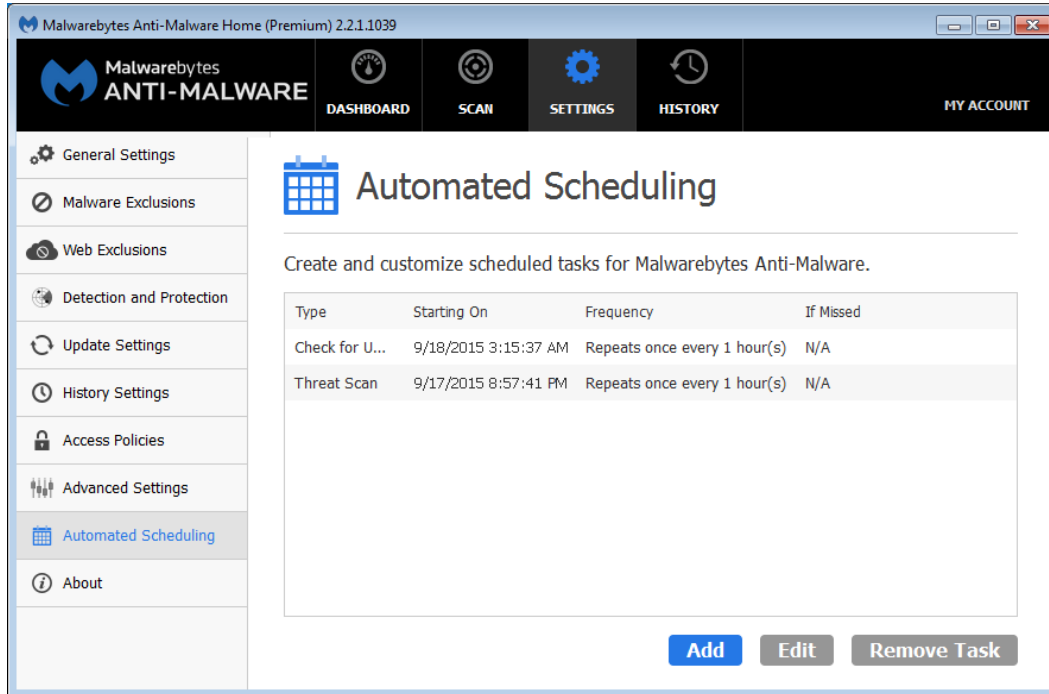 Malwarebytes Anti-Malware Home (Premium) 2.2.1.1039
Malwarebytes
ANTI-MALWARE
DASHBOARD
SCAN
SETTINGS
HISTORY
MY ACCOUNT
General Settings
Malware Exclusions
Web Exclusions
Detection and Protection
Update Settings
History Settings
Access Policies
Advanced Settings
Automated Scheduling
About
Automated Scheduling
Create and customize scheduled tasks for Malwarebytes Anti-Malware.
Type Starting On Frequency If Missed
Check for U... 9/18/2015 3:15:37 AM Repeats once every 1 hour(s) N/A
Threat Scan 9/17/2015 8:57:41 PM Repeats once every 1 hour(s) N/A
Add Edit Remove Task